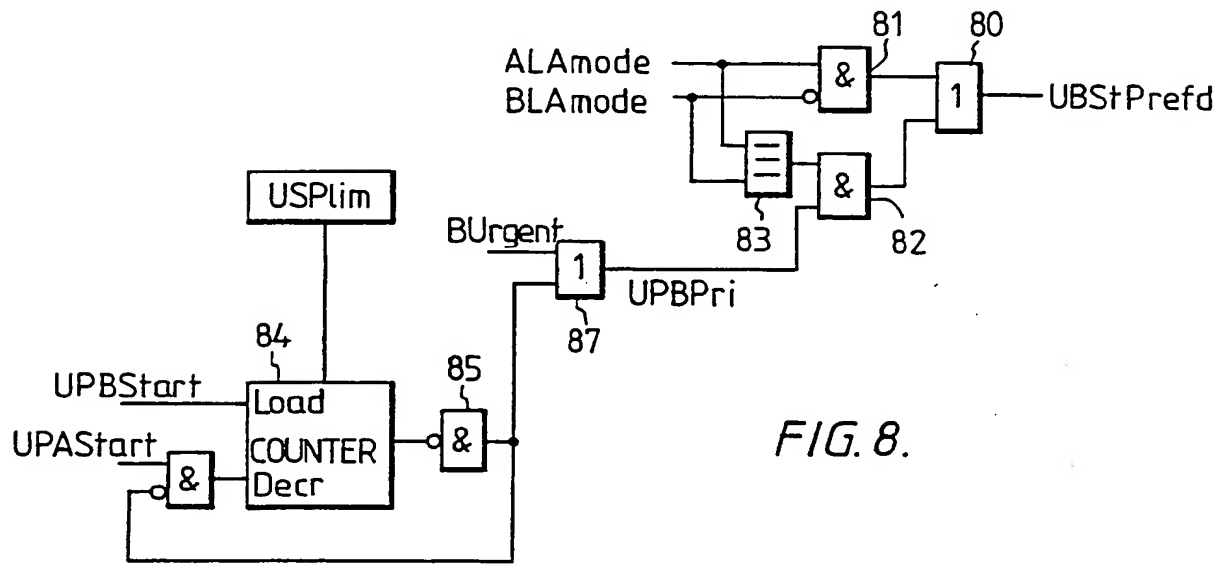 81
80
ALAmode
&
1
UBStPrefd
BLAmode
USPlim
&
83
82
BUrgent
1
UPBPri
84
87
85
UPBStart
Load
UPAStart
COUNTER
&
FIG. 8.
&
Decr